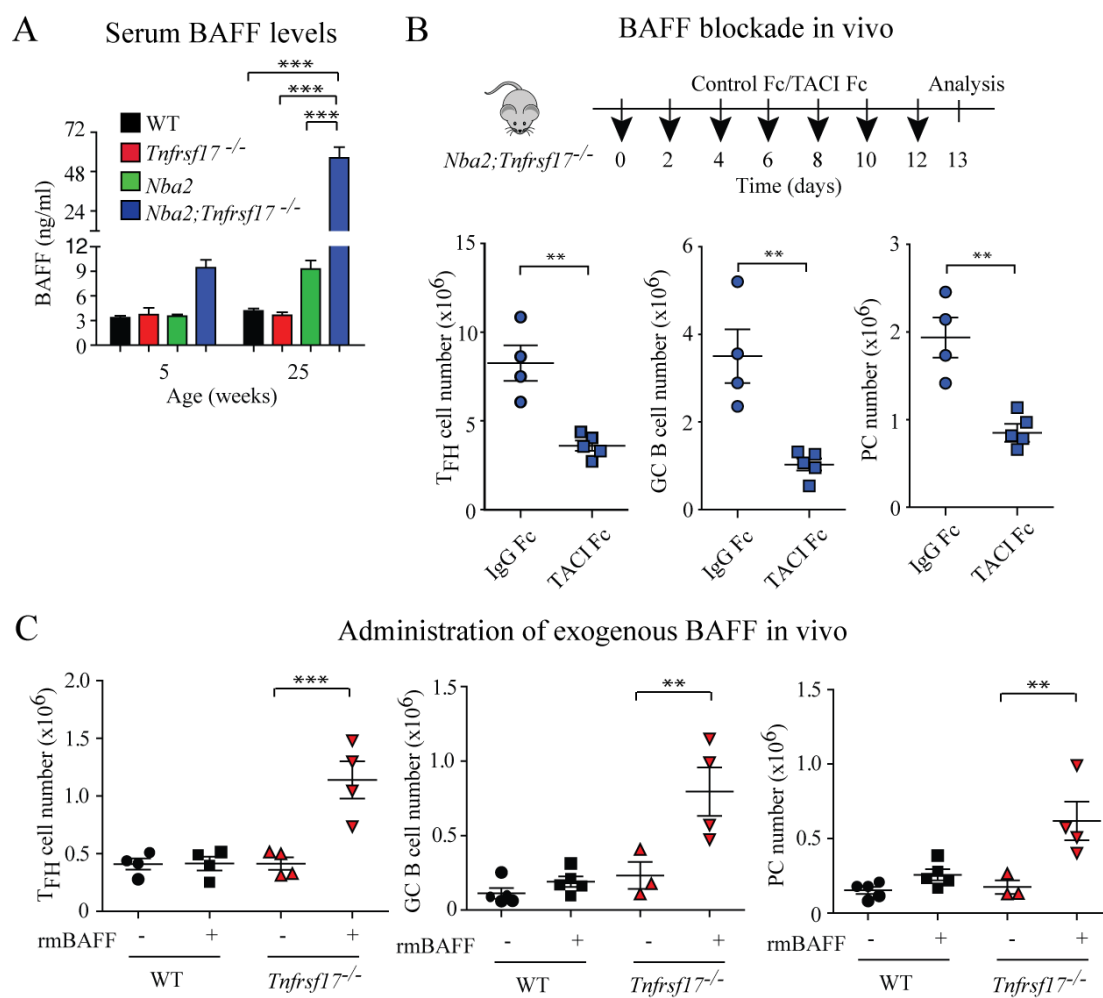 A
Serum BAFF levels
***
***
***
WT
Tnfrsf17 -/-
Nba2
Nba2;Tnfrsf17 -/-
BAFF (ng/ml)
72
48
24
12
9
6
3
0
5
25
Age (weeks)
B
BAFF blockade in vivo
Control Fc/TACI Fc
Analysis
Nba2;Tnfrsf17-/-
0 2 4 6 8 10 12 13
Time (days)
TFH cell number (x10^6)
15
10
5
0
**
IgG Fc
TACI Fc
GC B cell number (x10^6)
6
4
2
0
**
IgG Fc
TACI Fc
PC number (x10^6)
3
2
1
0
**
IgG Fc
TACI Fc
C
Administration of exogenous BAFF in vivo
TFH cell number (x10^6)
2.0
1.5
1.0
0.5
0
***
rmBAFF - + - +
WT
Tnfrsf17-/-
GC B cell number (x10^6)
1.5
1.0
0.5
0
**
- + - +
WT
Tnfrsf17-/-
PC number (x10^6)
1.5
1.0
0.5
0
**
rmBAFF - + - +
WT
Tnfrsf17-/-